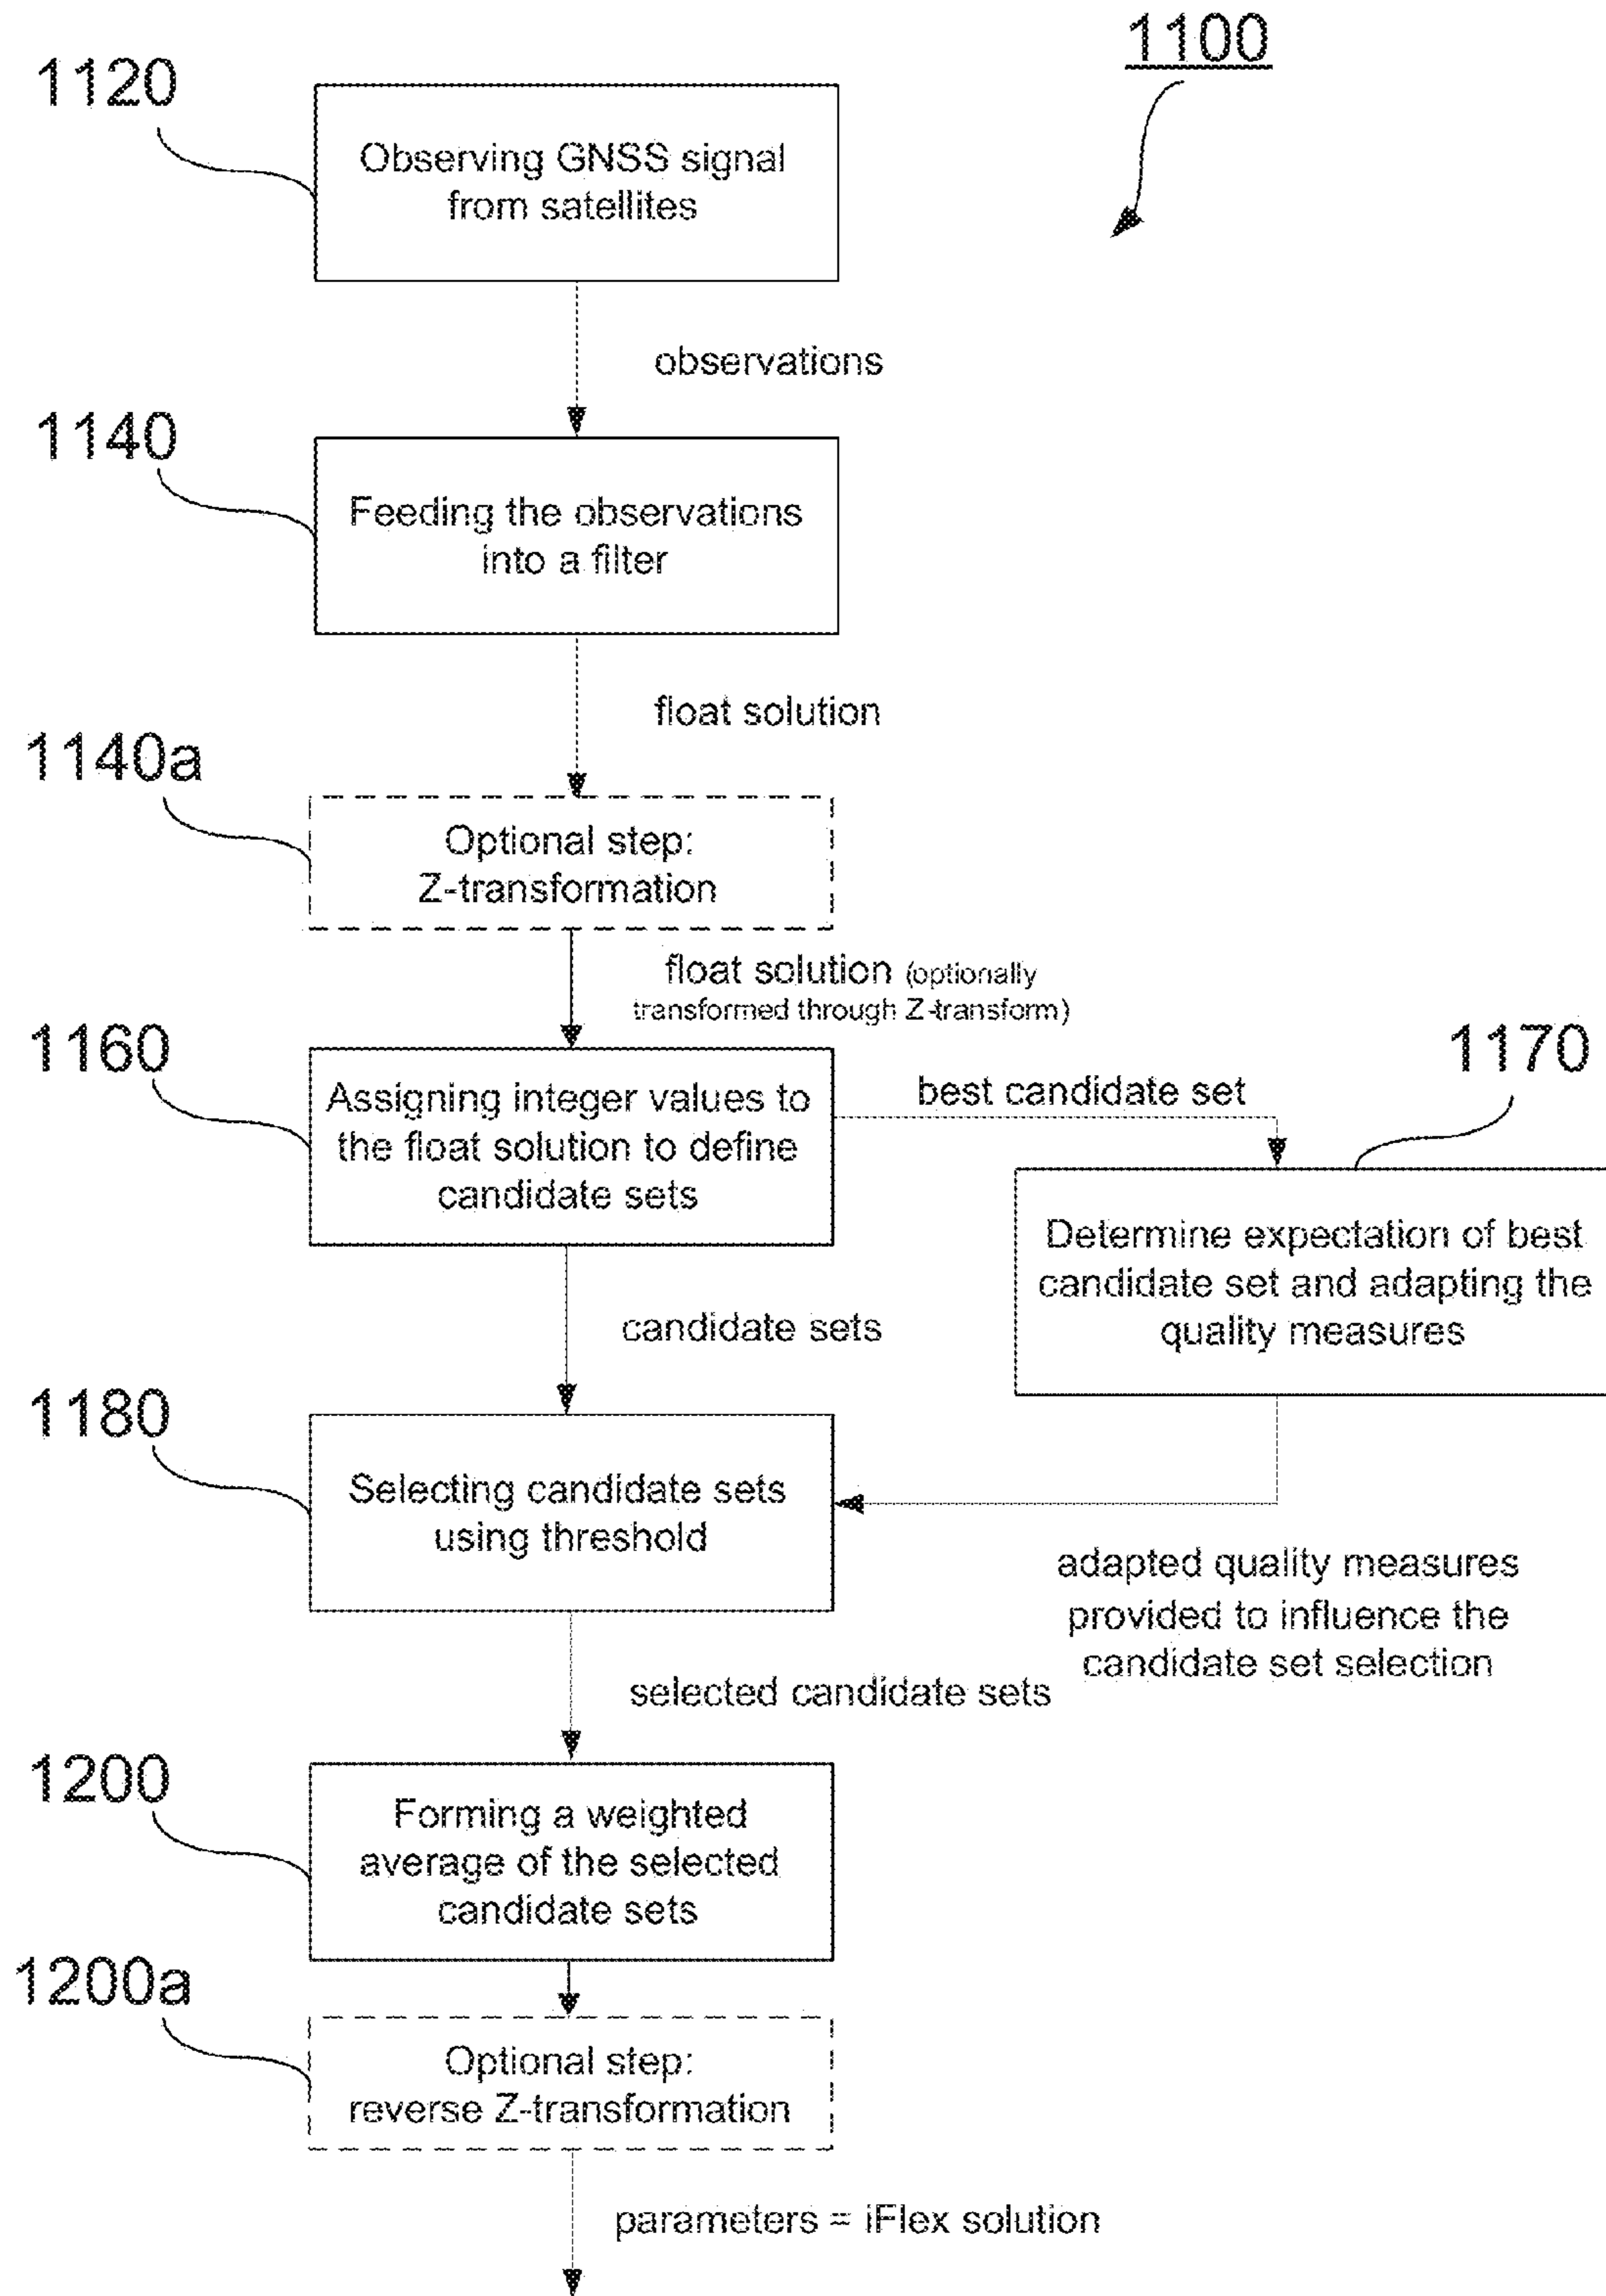 1100
1120
Observing GNSS signal
from satellites
observations
1140
Feeding the observations
into a filter
float solution
1140a
Optional step:
Z-transformation
float solution (optionally
transformed through Z-transform)
1160
Assigning integer values to
the float solution to define
candidate sets
best candidate set
1170
Determine expectation of best
candidate set and adapting the
quality measures
candidate sets
1180
Selecting candidate sets
using threshold
adapted quality measures
provided to influence the
candidate set selection
selected candidate sets
1200
Forming a weighted
average of the selected
candidate sets
1200a
Optional step:
reverse Z-transformation
parameters = iFlex solution